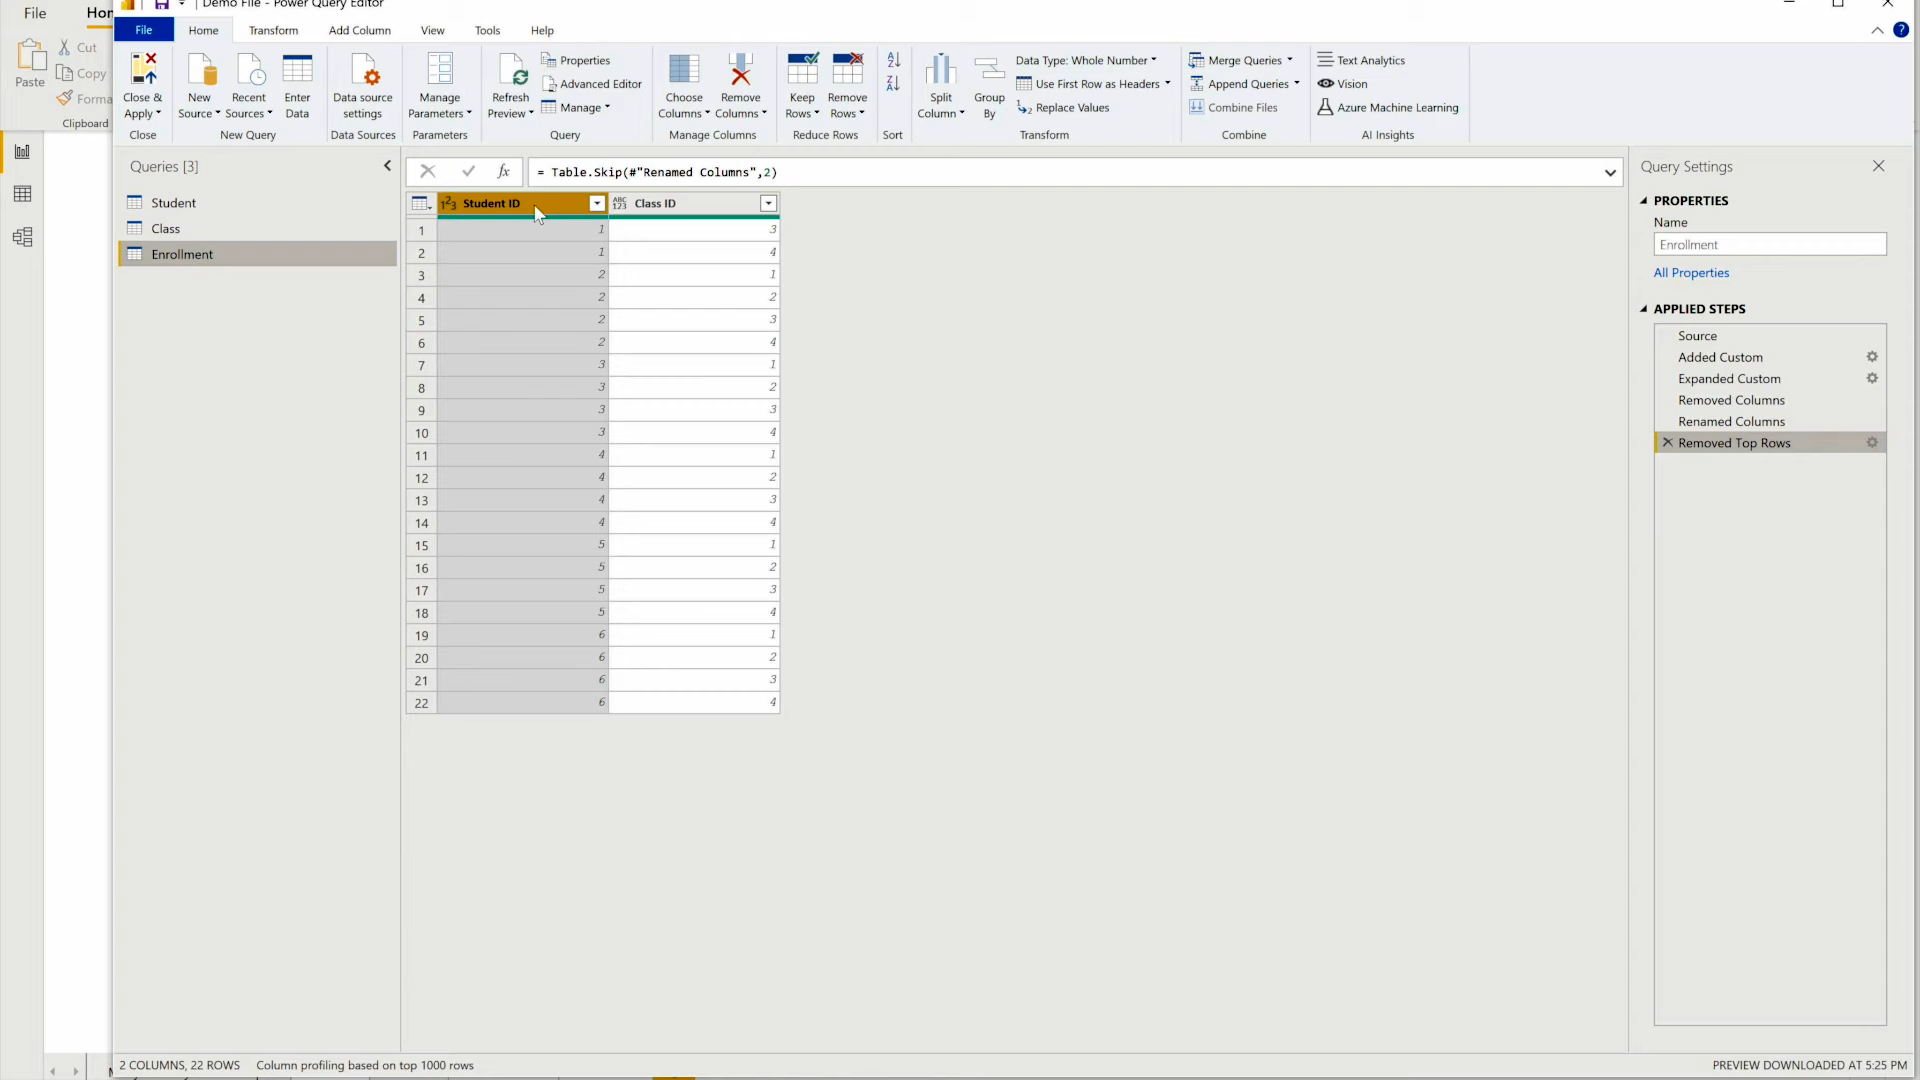 File
Hon
Demo File - Power Query Editor
File
Home
Transform
Add Column
View
Tools
Help
Paste
Cut
Copy
Forma
Clipboard
Close & Apply
Close
New Source
Recent Sources
Enter Data
New Query
Data source settings
Data Sources
Manage Parameters
Parameters
Refresh Preview
Properties
Advanced Editor
Manage
Query
Choose Columns
Remove Columns
Manage Columns
Keep Rows
Remove Rows
Reduce Rows
Sort
Split Column
Group By
Data Type: Whole Number
Use First Row as Headers
Replace Values
Transform
Merge Queries
Append Queries
Combine Files
Combine
Text Analytics
Vision
Azure Machine Learning
AI Insights
Queries [3]
Student
Class
Enrollment
fx
= Table.Skip(#"Renamed Columns",2)
123 Student ID ABC 123 Class ID
1 1 3
2 1 4
3 2 1
4 2 2
5 2 3
6 2 4
7 3 1
8 3 2
9 3 3
10 3 4
11 4 1
12 4 2
13 4 3
14 4 4
15 5 1
16 5 2
17 5 3
18 5 4
19 6 1
20 6 2
21 6 3
22 6 4
Query Settings
PROPERTIES
Name
Enrollment
All Properties
APPLIED STEPS
Source
Added Custom
Expanded Custom
Removed Columns
Renamed Columns
Removed Top Rows
2 COLUMNS, 22 ROWS
Column profiling based on top 1000 rows
PREVIEW DOWNLOADED AT 5:25 PM